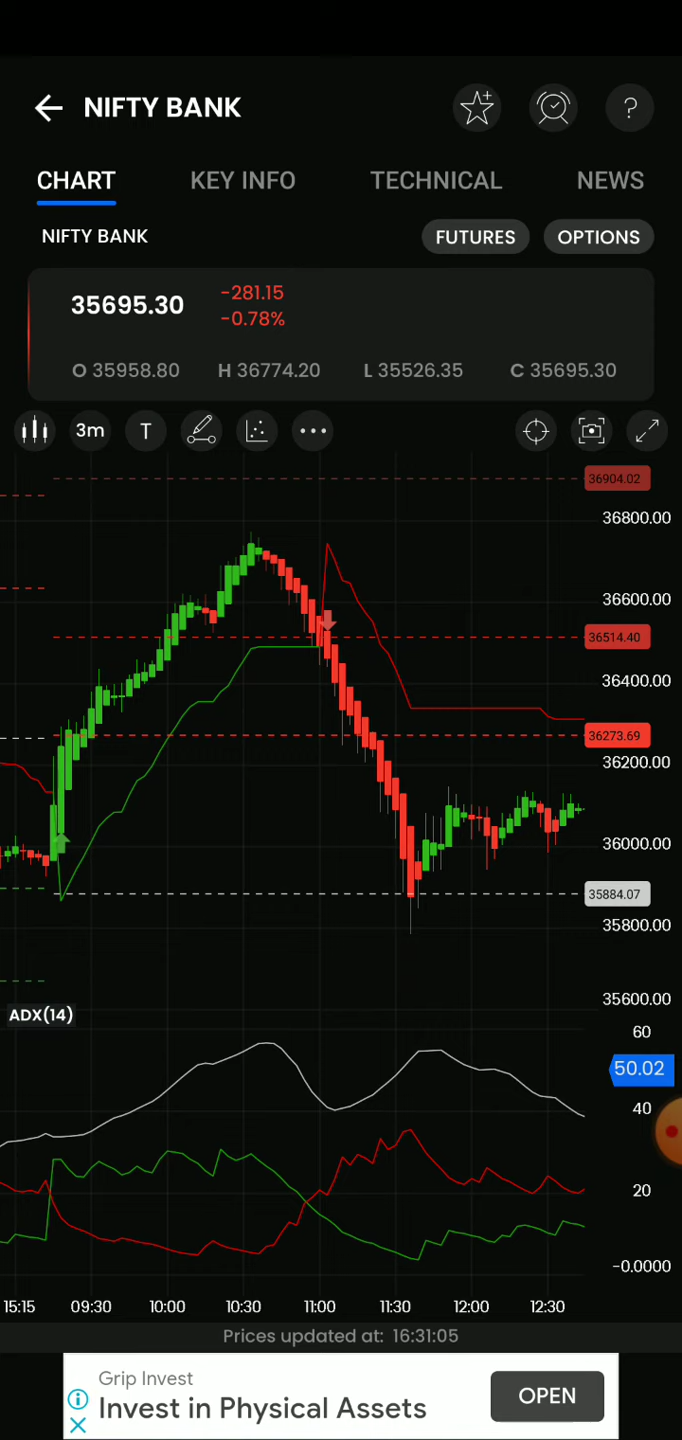 NIFTY BANK
?
CHART KEY INFO TECHNICAL NEWS
NIFTY BANK FUTURES OPTIONS
35695.30 -281.15
-0.78%
O 35958.80 H 36774.20 L 35526.35 C 35695.30
3m T
36904.02
36800.00
36600.00
36514.40
36400.00
36273.69
36200.00
36000.00
35884.07
35800.00
35600.00
ADX(14)
60
50.02
40
20
-0.0000
15:15 09:30 10:00 10:30 11:00 11:30 12:00 12:30
Prices updated at: 16:31:05
Grip Invest
Invest in Physical Assets
OPEN